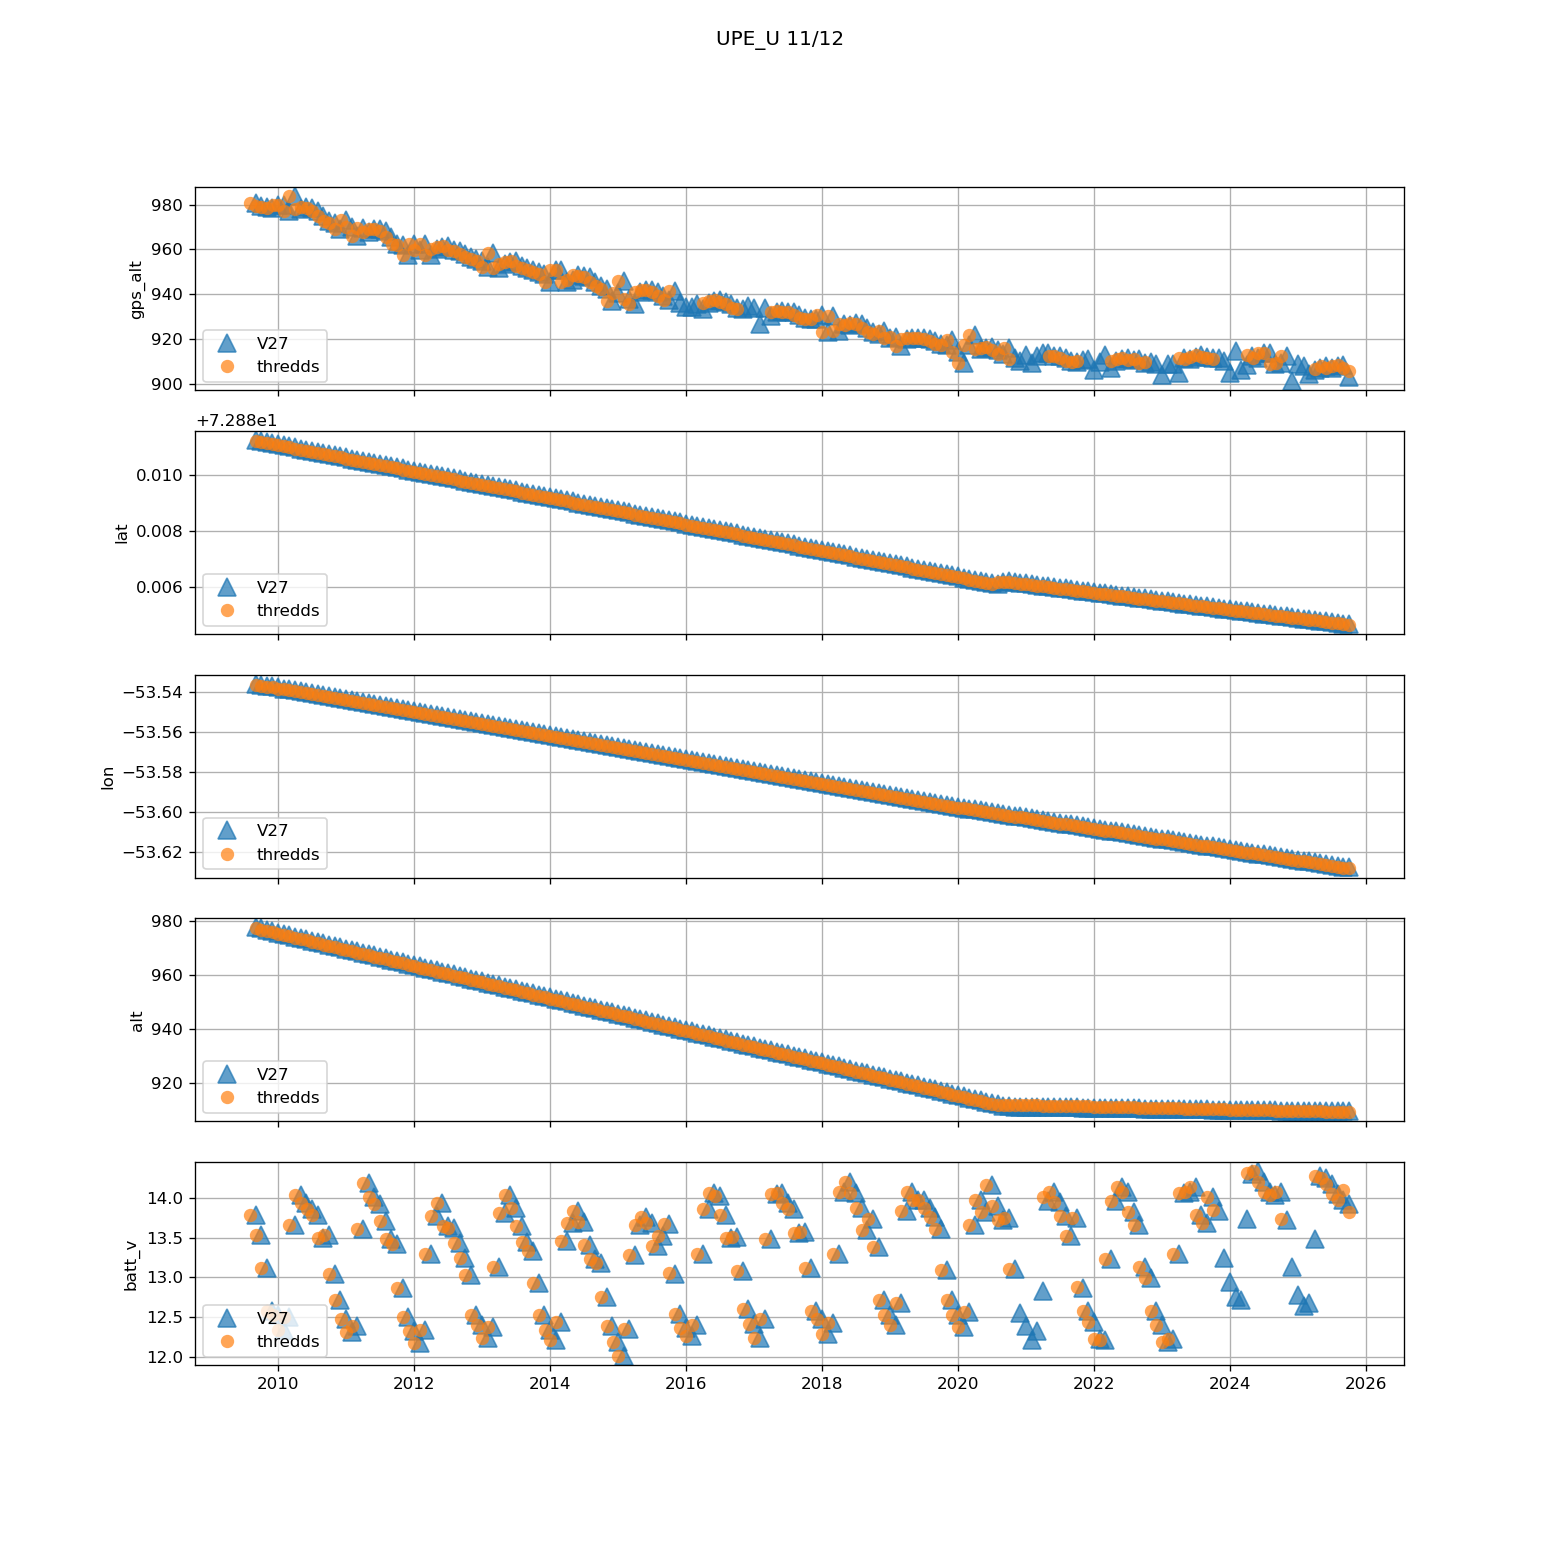 UPE_U 11/12
980
960
940
920
900
gps_alt
V27
thredds
+7.288e1
0.010
0.008
0.006
lat
V27
thredds
−53.54
−53.56
−53.58
−53.60
−53.62
lon
V27
thredds
980
960
940
920
alt
V27
thredds
14.0
13.5
13.0
12.5
12.0
batt_v
V27
thredds
2010 2012 2014 2016 2018 2020 2022 2024 2026